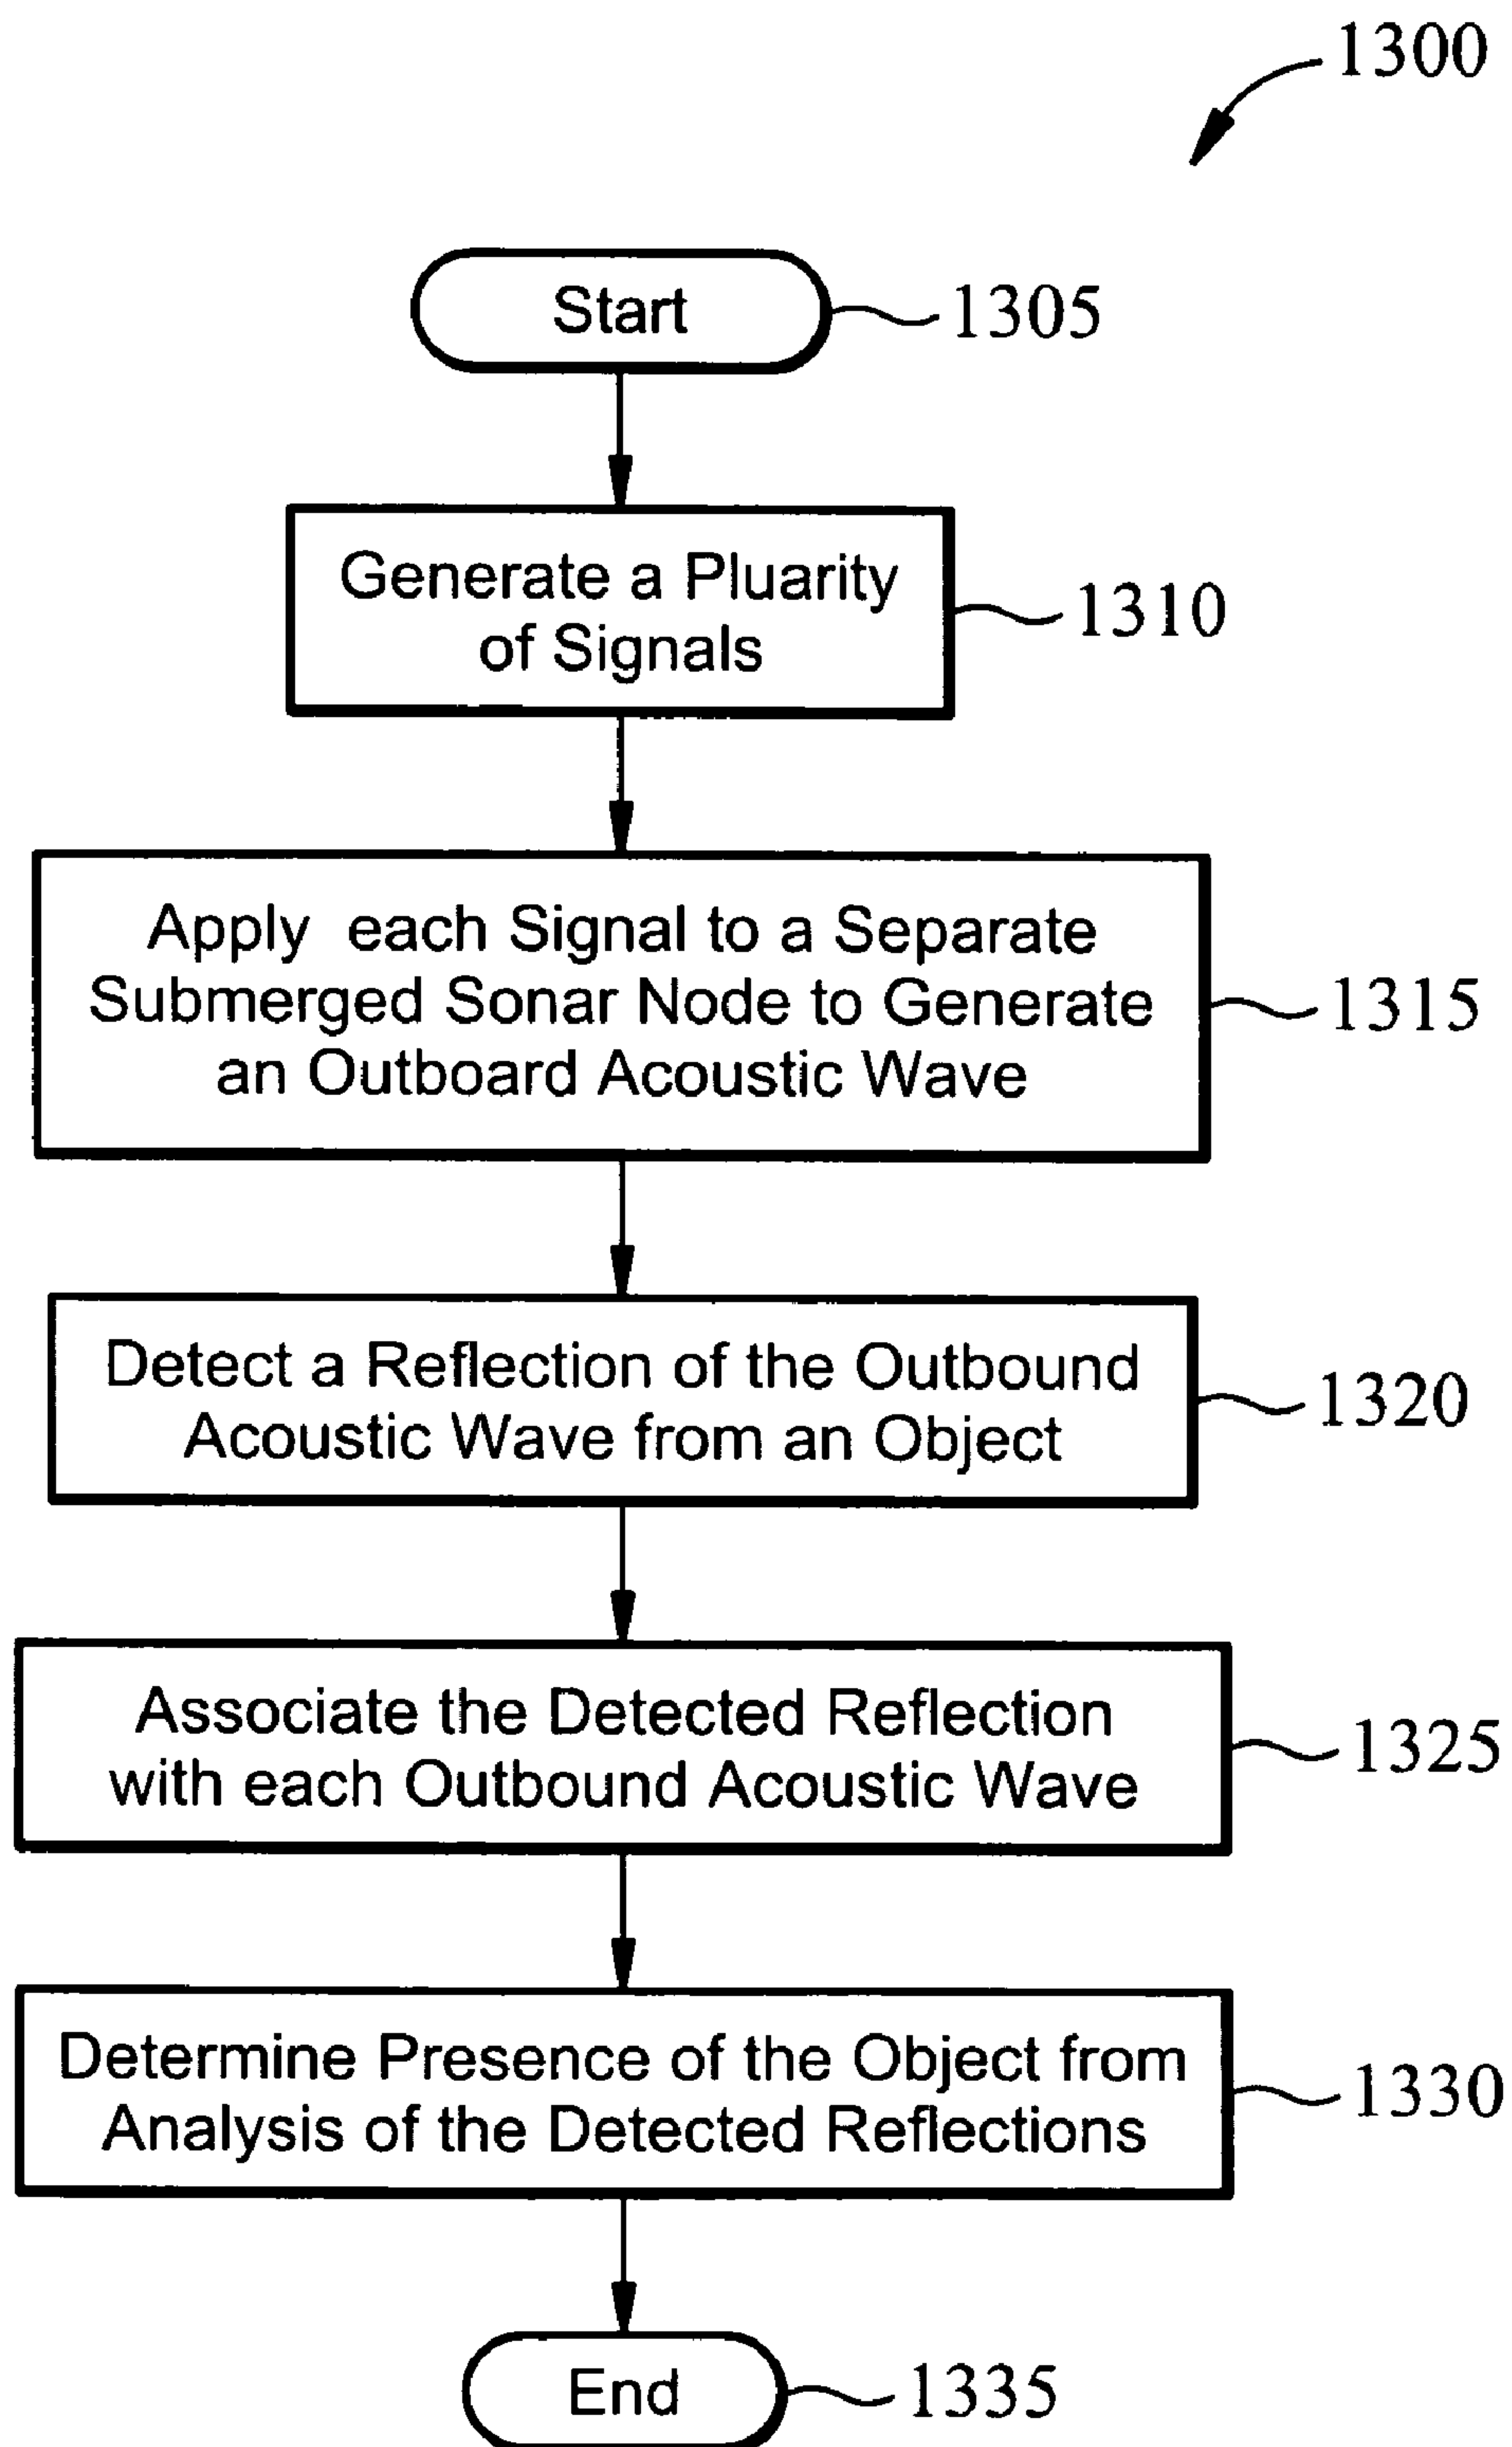 1300
Start
1305
Generate a Pluarity
of Signals
1310
Apply each Signal to a Separate
Submerged Sonar Node to Generate
an Outboard Acoustic Wave
1315
Detect a Reflection of the Outbound
Acoustic Wave from an Object
1320
Associate the Detected Reflection
with each Outbound Acoustic Wave
1325
Determine Presence of the Object from
Analysis of the Detected Reflections
1330
End
1335